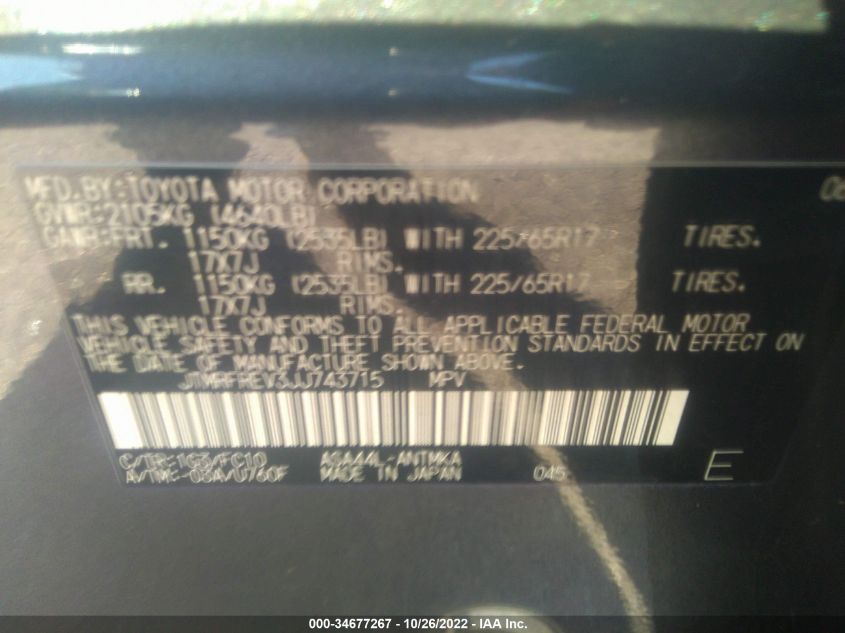 MFD.BY:TOYOTA MOTOR CORPORATION 06
GVWR:2105KG (4640LB)
GAWR:FRT. 1150KG (2535LB) WITH 225/65R17 TIRES.
17X7J RIMS.
RR. 1150KG (2535LB) WITH 225/65R17 TIRES.
17X7J RIMS.
THIS VEHICLE CONFORMS TO ALL APPLICABLE FEDERAL MOTOR
VEHICLE SAFETY AND THEFT PREVENTION STANDARDS IN EFFECT ON
THE DATE OF MANUFACTURE SHOWN ABOVE.
JTMRFREV3JJ743715 MPV
C/TR:1G3/FC10 ASA44L-ANTMKA
A/TM:-03A/U760F MADE IN JAPAN 045 E
000-34677267 - 10/26/2022 - IAA Inc.